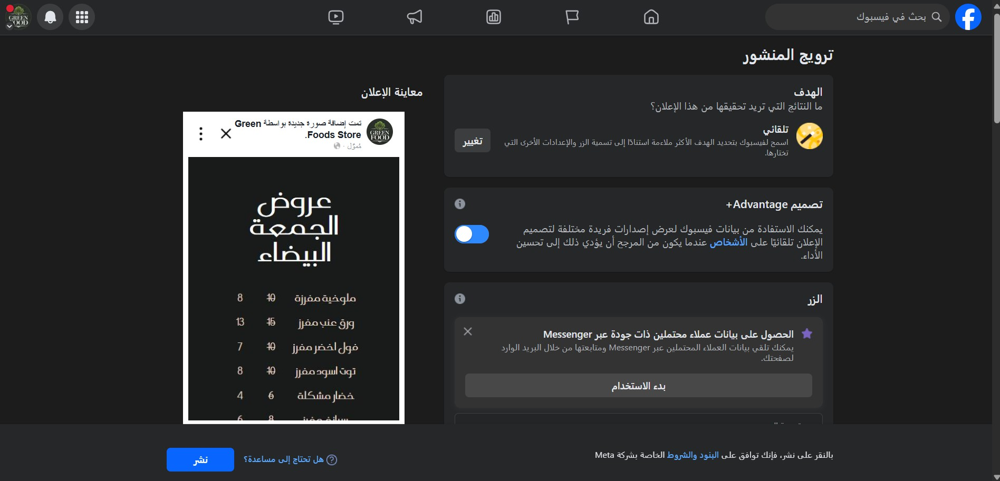 بحث في فيسبوك
GREEN
FOOD
ترويج المنشور
الهدف
ما النتائج التي تريد تحقيقها من هذا الإعلان؟
تلقائي
اسمح لفيسبوك بتحديد الهدف الأكثر ملاءمة استنادًا إلى تسمية الزر والإعدادات الأخرى التي
تختارها.
تغيير
تصميم Advantage+
يمكنك الاستفادة من بيانات فيسبوك لعرض إصدارات فريدة مختلفة لتصميم
الإعلان تلقائيًا على الأشخاص عندما يكون من المرجح أن يؤدي ذلك إلى تحسين
الأداء.
الزر
الحصول على بيانات عملاء محتملين ذات جودة عبر Messenger
يمكنك تلقي بيانات العملاء المحتملين عبر Messenger ومتابعتها من خلال البريد الوارد
لصفحتك.
بدء الاستخدام
معاينة الإعلان
GREEN
FOOD
تمت إضافة صورة جديدة بواسطة Green
Foods Store.
مُموَّل ·
عروض
الجمعة
البيضاء
ملوخية مفرزة 10 8
ورق عنب مفرز 15 13
فول اخضر مفرز 10 7
توت اسود مفرز 10 8
خضار مشكلة 6 4
8 6
بالنقر على نشر، فإنك توافق على البنود والشروط الخاصة بشركة Meta
هل تحتاج إلى مساعدة؟
نشر